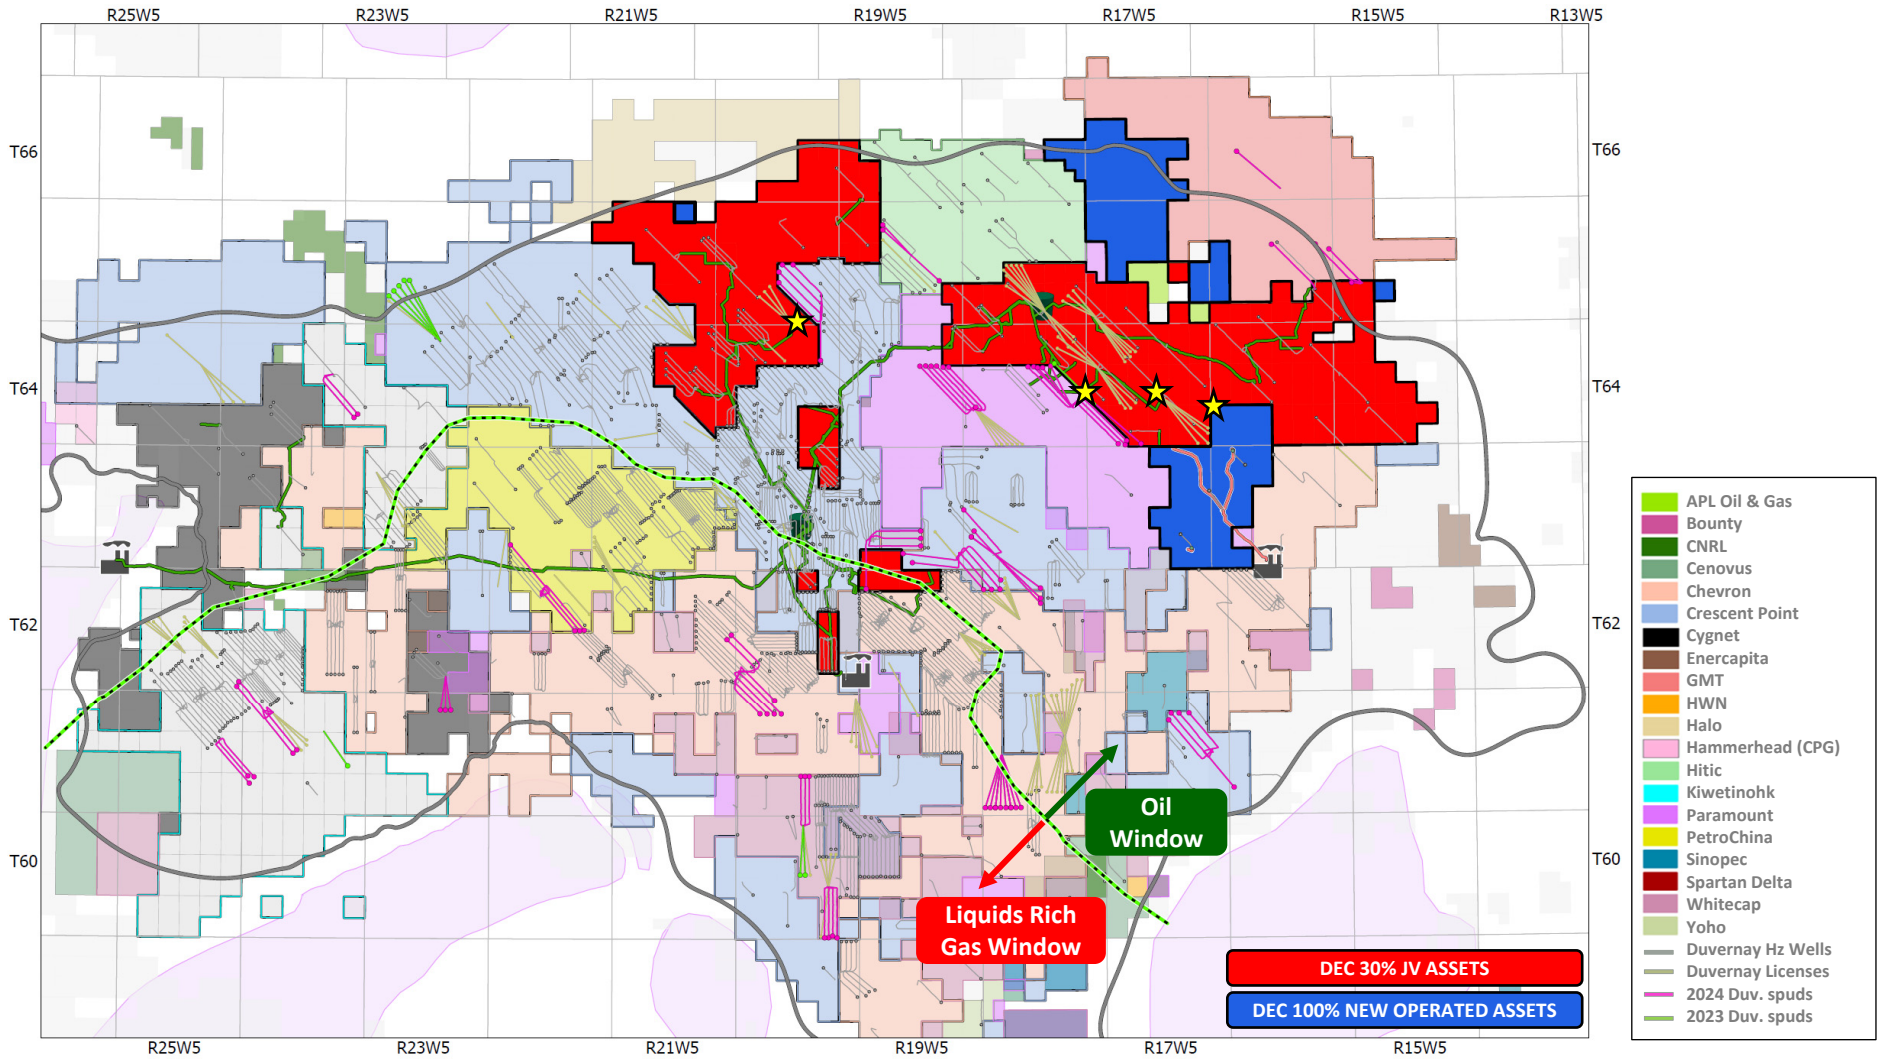 R25W5 R23W5 R21W5 R19W5 R17W5 R15W5 R13W5
T66 T66
T64 T64
APL Oil & Gas
Bounty
CNRL
Cenovus
Chevron
Crescent Point
T62 T62
Cygnet
Enercapita
GMT
HWN
Halo
Hammerhead (CPG)
Hitic
Kiwetinohk
Oil
Window
Paramount
PetroChina
T60 T60
Sinopec
Spartan Delta
Whitecap
Liquids Rich
Gas Window
Yoho
Duvernay Hz Wells
DEC 30% JV ASSETS
Duvernay Licenses
2024 Duv. spuds
DEC 100% NEW OPERATED ASSETS
2023 Duv. spuds
R25W5 R23W5 R21W5 R19W5 R17W5 R15W5